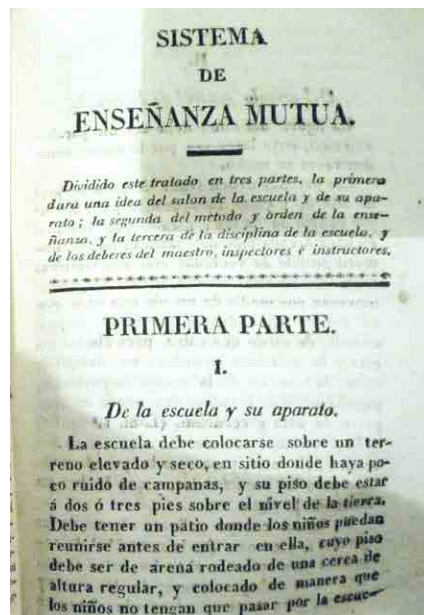 SISTEMA
DE
ENSEÑANZA MUTUA.
Dividido este tratado en tres partes, la primera
dara una idea del salon de la escuela y de su apa-
rato; la segunda del metodo y orden de la ense-
ñanza, y la tercera de la disciplina de la escuela, y
de los deberes del maestro, inspectores é instructores.
PRIMERA PARTE.
I.
De la escuela y su aparato.
La escuela debe colocarse sobre un ter-
reno elevado y seco, en sitio donde haya po-
co ruido de campanas, y su piso debe estar
á dos ó tres pies sobre el nivel de la tierra.
Debe tener un patio donde los niños puedan
reunirse antes de entrar en ella, cuyo piso
debe ser de arena rodeado de una cerca de
altura regular, y colocado de manera que
los niños no tengan que pasar por la escue-